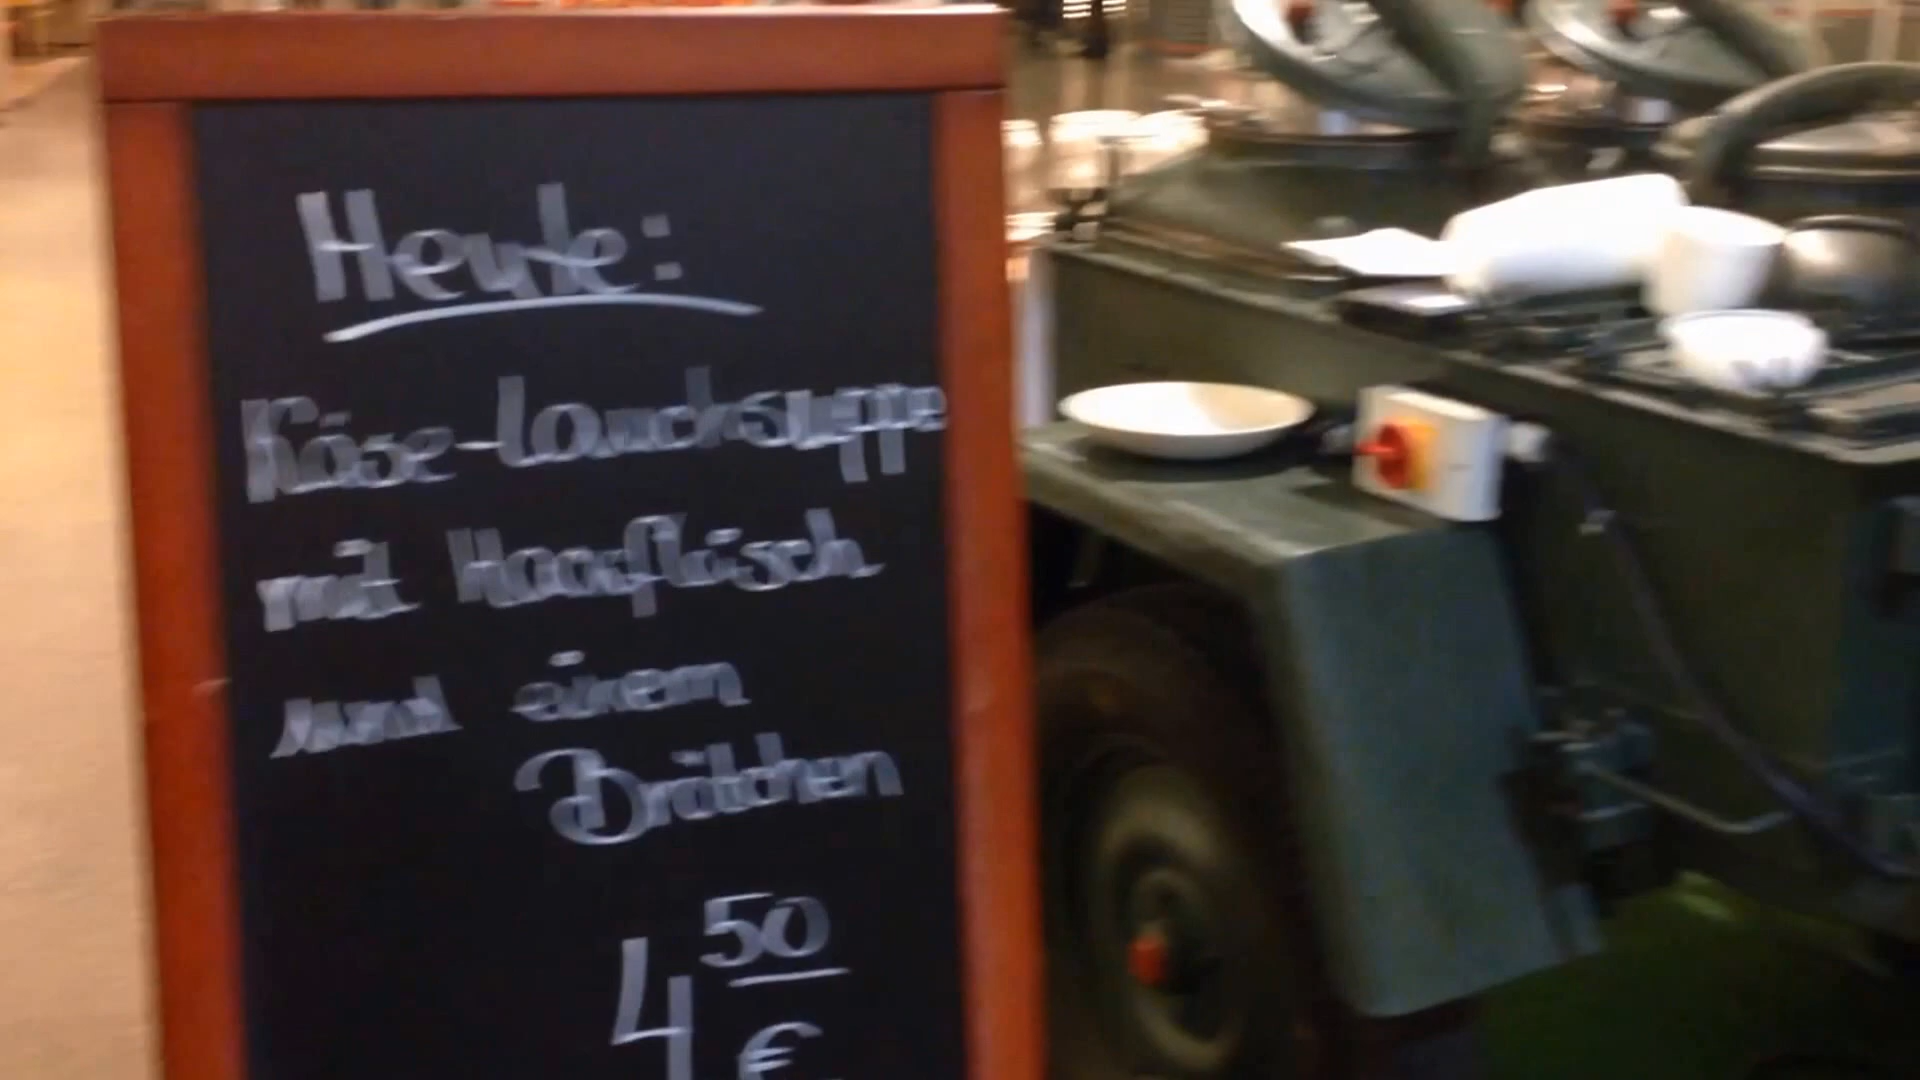 Heute:
Käse-Lauchsuppe
mit Hackfleisch
und einem
Brötchen
4 50
€